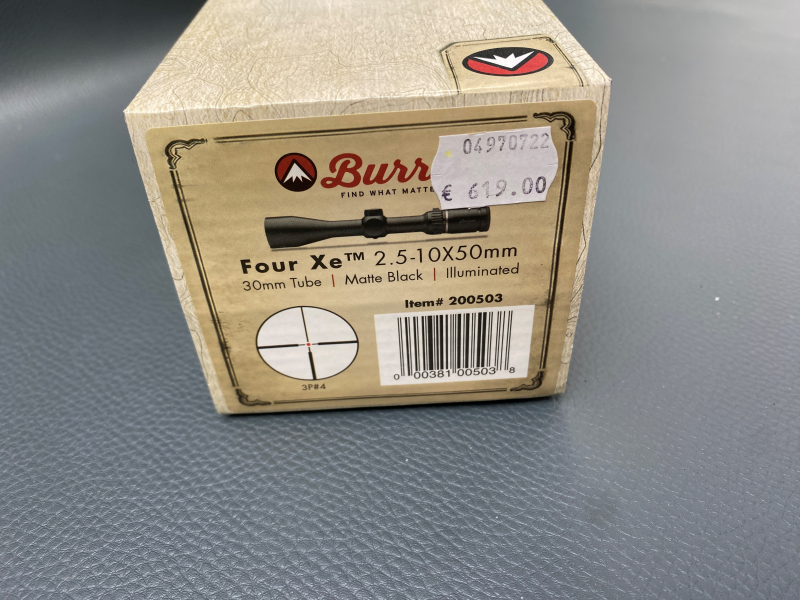 04970722
€ 619.00
Burr
FIND WHAT MATTE
Four Xe™ 2.5-10X50mm
30mm Tube | Matte Black | Illuminated
Item# 200503
3P#4
0 00381 00503 8